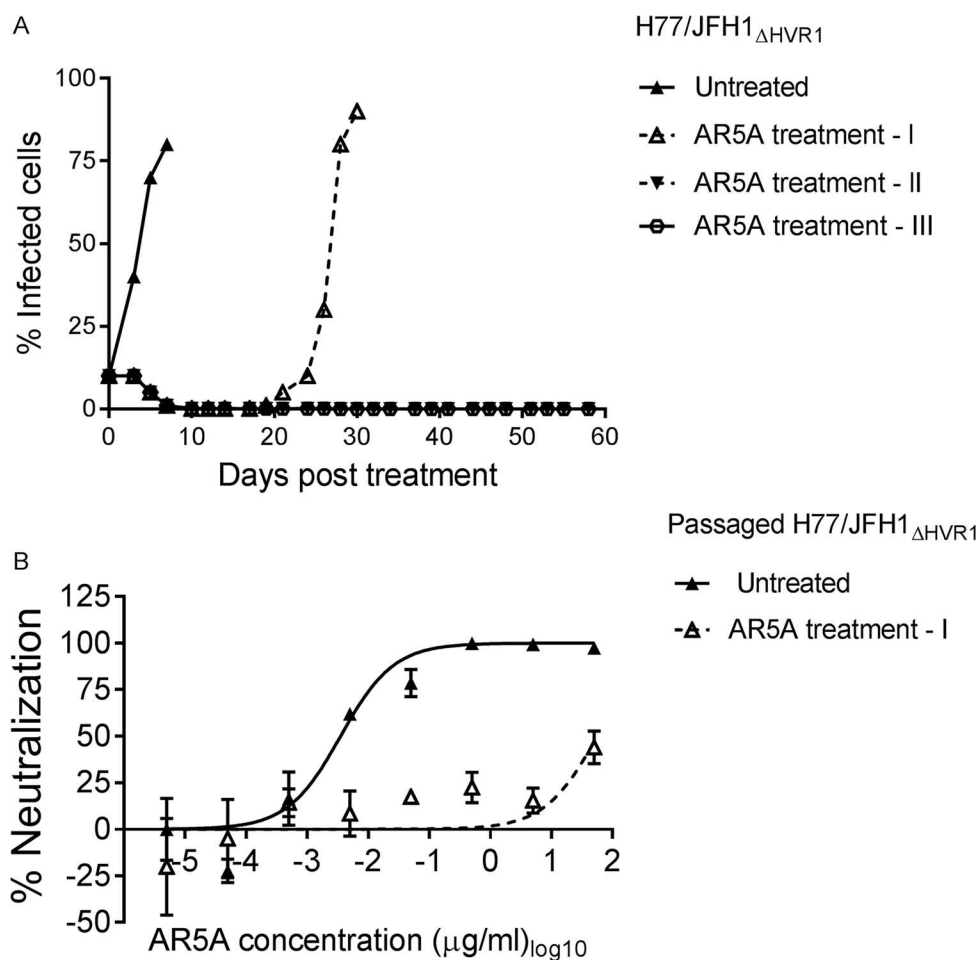 A
H77/JFH1ΔHVR1
Untreated
AR5A treatment - I
AR5A treatment - II
AR5A treatment - III
% Infected cells
100
75
50
25
0
0 10 20 30 40 50 60
Days post treatment
B
Passaged H77/JFH1ΔHVR1
Untreated
AR5A treatment - I
% Neutralization
125
100
75
50
25
0
-25
-50
-5 -4 -3 -2 -1 0 1 2
AR5A concentration (μg/ml)log10